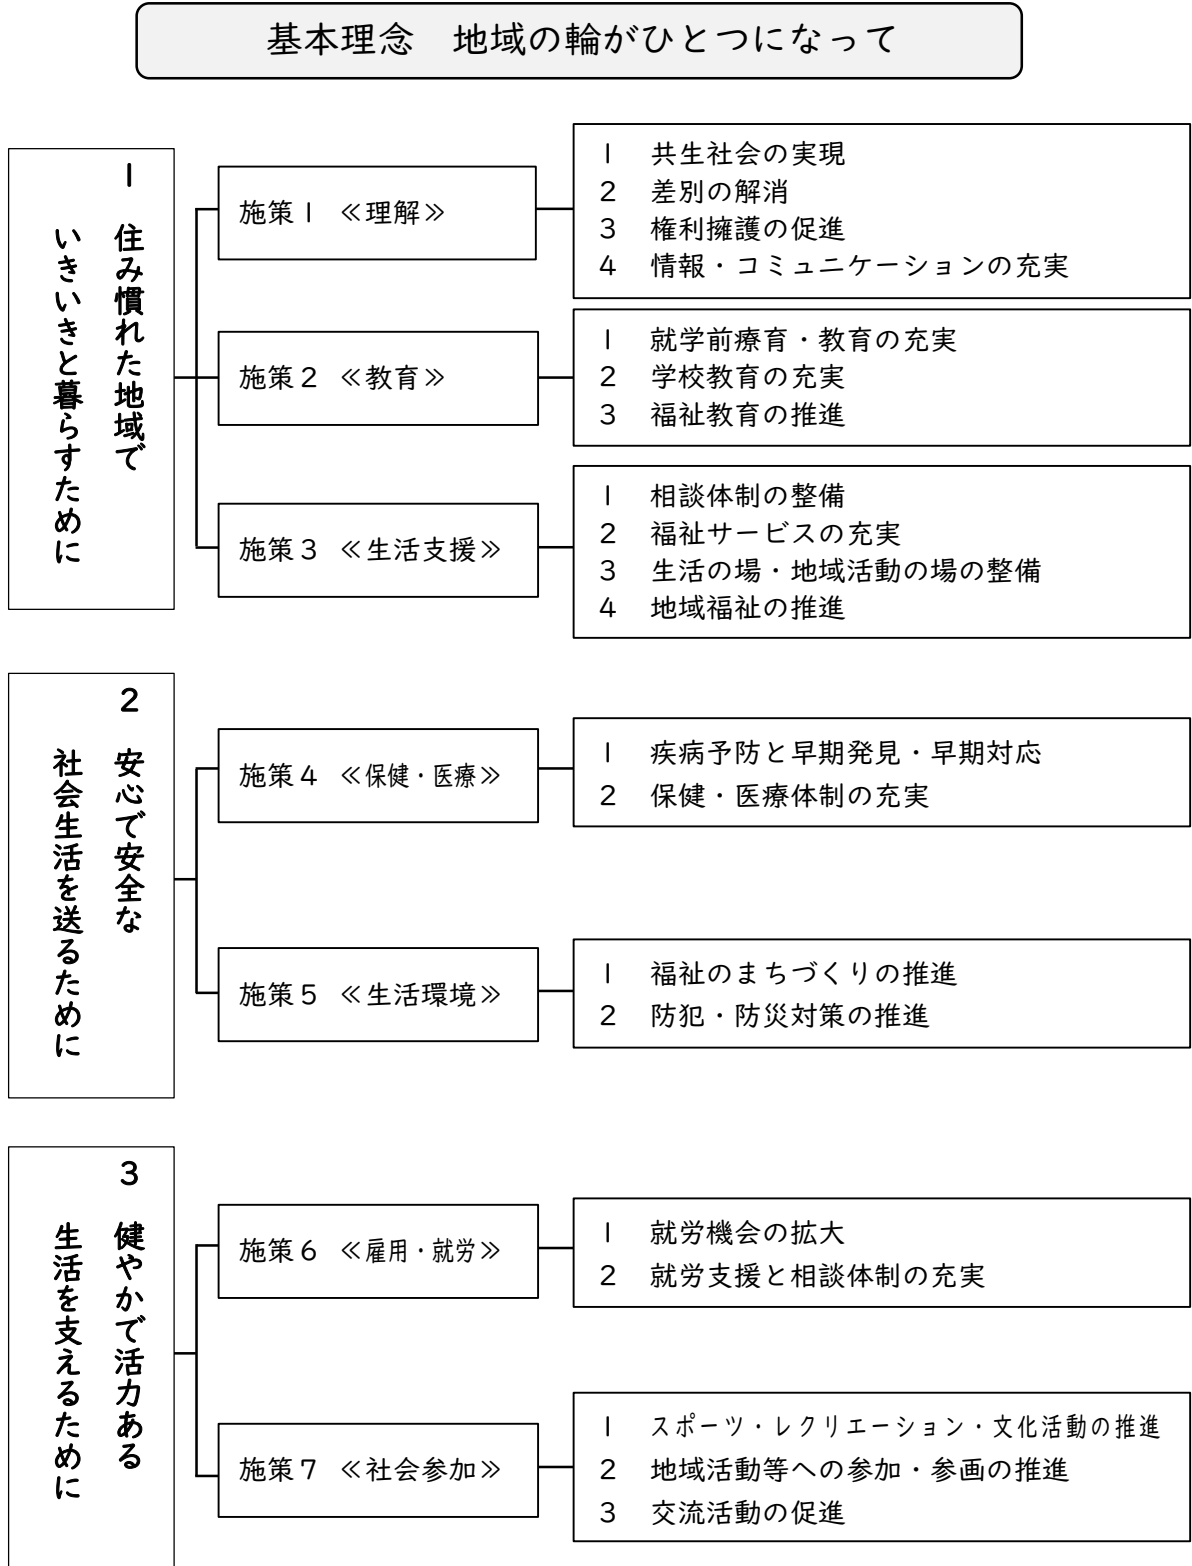 基本理念　地域の輪がひとつになって
1　住み慣れた地域で
いきいきと暮らすために
施策1　≪理解≫
1　共生社会の実現
2　差別の解消
3　権利擁護の促進
4　情報・コミュニケーションの充実
施策2　≪教育≫
1　就学前療育・教育の充実
2　学校教育の充実
3　福祉教育の推進
施策3　≪生活支援≫
1　相談体制の整備
2　福祉サービスの充実
3　生活の場・地域活動の場の整備
4　地域福祉の推進
2　安心で安全な
社会生活を送るために
施策4　≪保健・医療≫
1　疾病予防と早期発見・早期対応
2　保健・医療体制の充実
施策5　≪生活環境≫
1　福祉のまちづくりの推進
2　防犯・防災対策の推進
3　健やかで活力ある
生活を支えるために
施策6　≪雇用・就労≫
1　就労機会の拡大
2　就労支援と相談体制の充実
施策7　≪社会参加≫
1　スポーツ・レクリエーション・文化活動の推進
2　地域活動等への参加・参画の推進
3　交流活動の促進